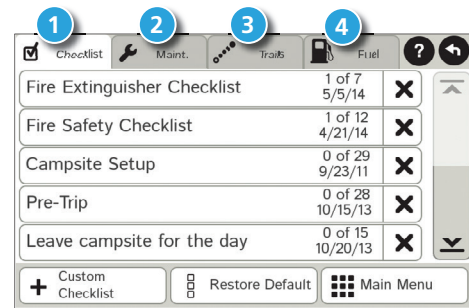 1 2 3 4
Checklist Maint. Trails Fuel ?
Fire Extinguisher Checklist 1 of 7
5/5/14
Fire Safety Checklist 1 of 12
4/21/14
Campsite Setup 0 of 29
9/23/11
Pre-Trip 0 of 28
10/15/13
Leave campsite for the day 0 of 15
10/20/13
Custom
Checklist
Restore Default
Main Menu